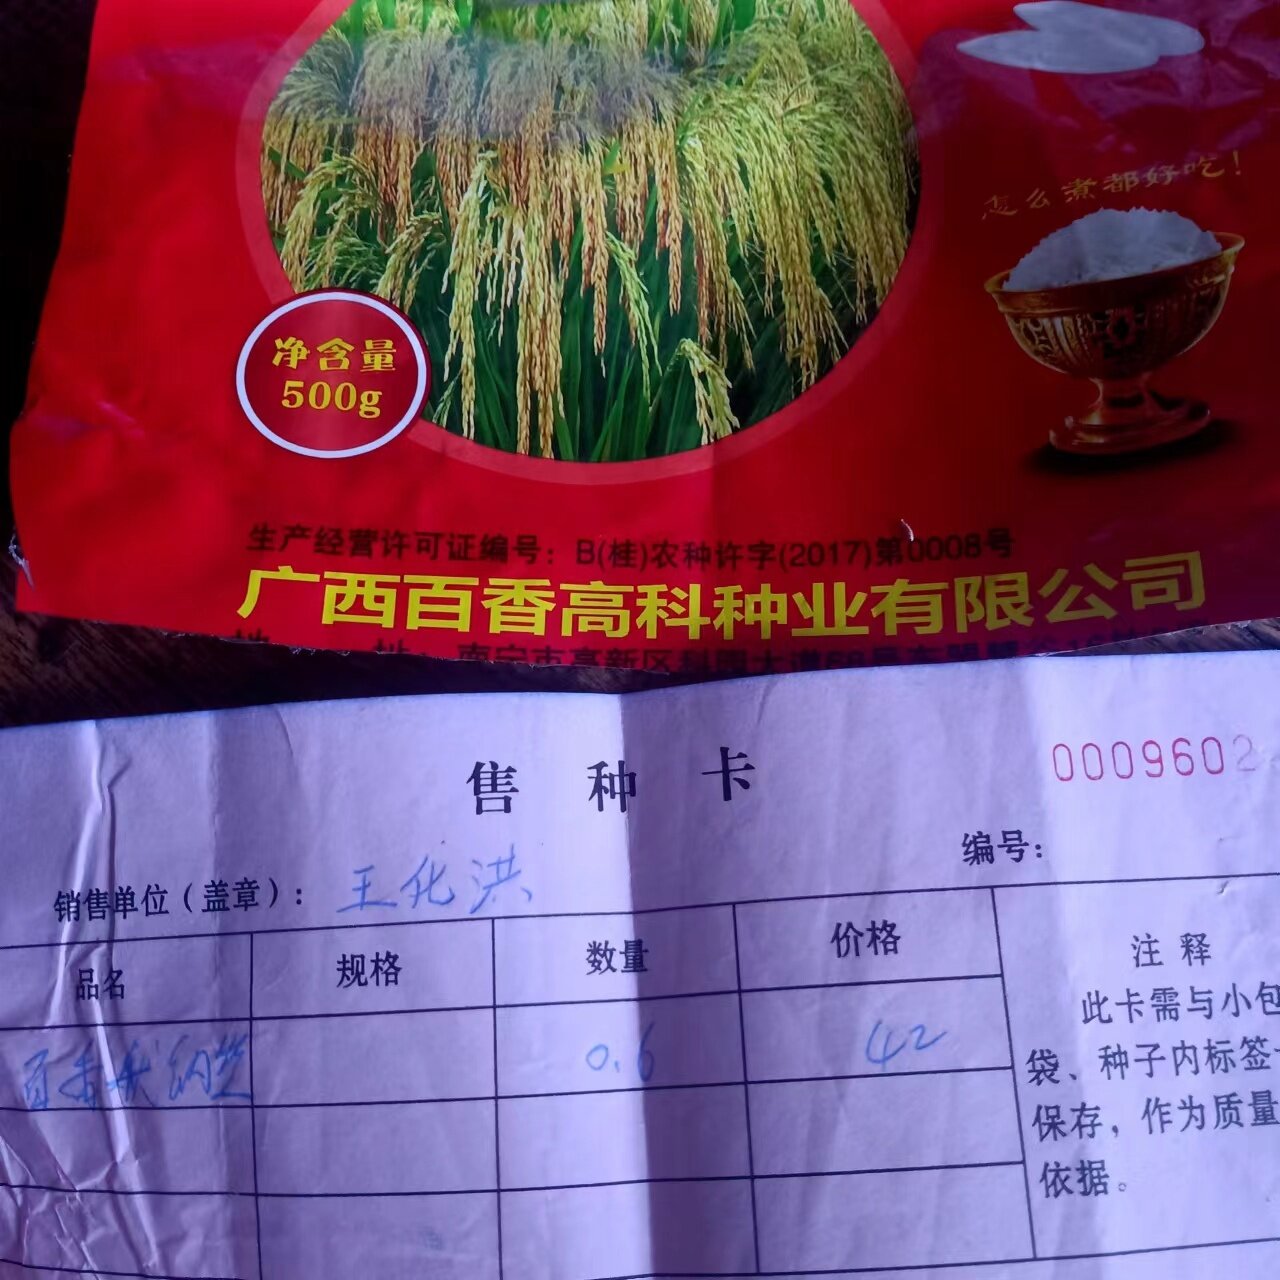 怎么煮都好吃!
净含量
500g
生产经营许可证编号：B(桂)农种许字(2017)第0008号
广西百香高科种业有限公司
售种卡
0009602
编号：
销售单位（盖章）：王化洪
品名 规格 数量 价格 注释
0.6 42
此卡需与小包
袋、种子内标签
保存，作为质量
依据。